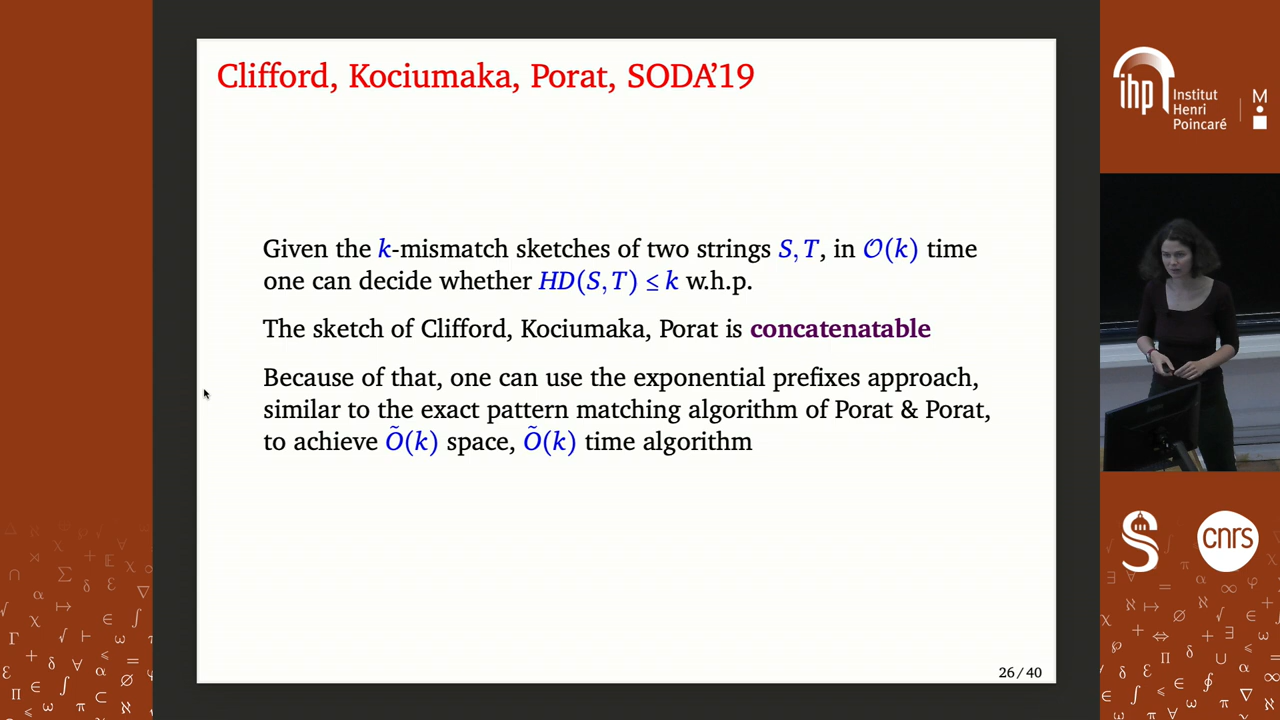 Clifford, Kociumaka, Porat, SODA'19
Given the k-mismatch sketches of two strings S, T, in 𝒪(k) time
one can decide whether HD(S, T) ≤ k w.h.p.
The sketch of Clifford, Kociumaka, Porat is concatenatable
Because of that, one can use the exponential prefixes approach,
similar to the exact pattern matching algorithm of Porat & Porat,
to achieve Õ(k) space, Õ(k) time algorithm
26/40
ihp
Institut
Henri
Poincaré
M
S
cnrs